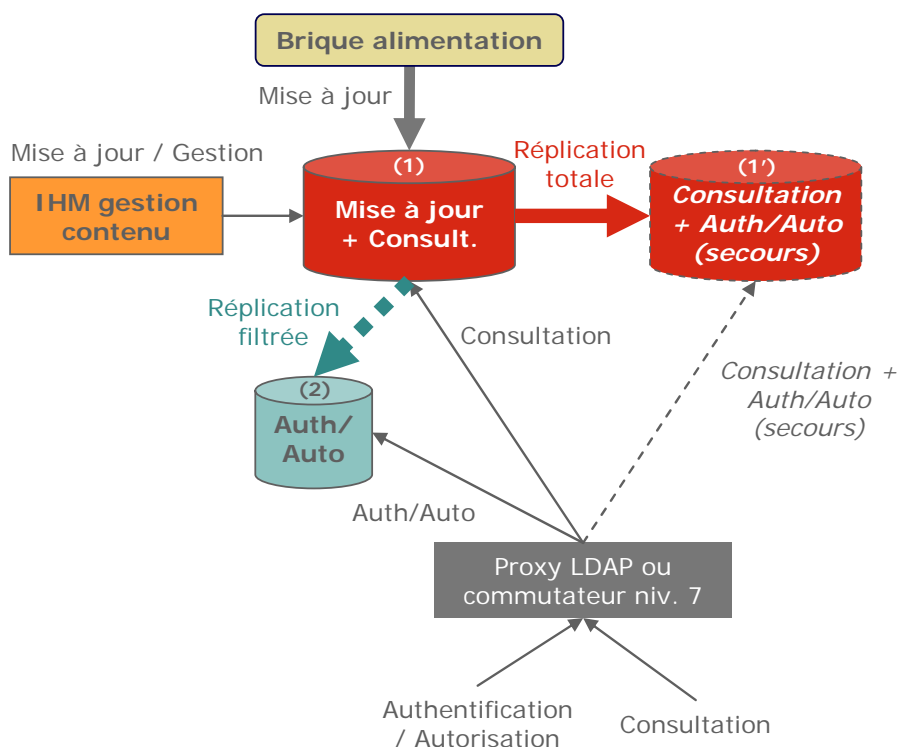 Brique alimentation
Mise à jour
Mise à jour / Gestion
IHM gestion
contenu
(1)
Mise à jour
+ Consult.
Réplication
totale
(1')
Consultation
+ Auth/Auto
(secours)
Réplication
filtrée
Consultation
Consultation +
Auth/Auto
(secours)
(2)
Auth/
Auto
Auth/Auto
Proxy LDAP ou
commutateur niv. 7
Authentification
/ Autorisation
Consultation